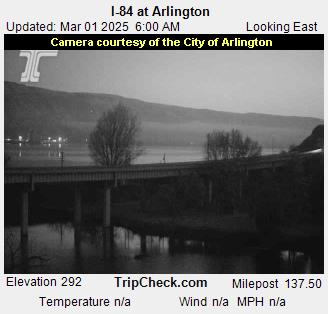 I-84 at Arlington
Updated: Mar 01 2025 6:00 AM Looking East
Camera courtesy of the City of Arlington
Elevation 292 TripCheck.com Milepost 137.50
Temperature n/a Wind n/a MPH n/a